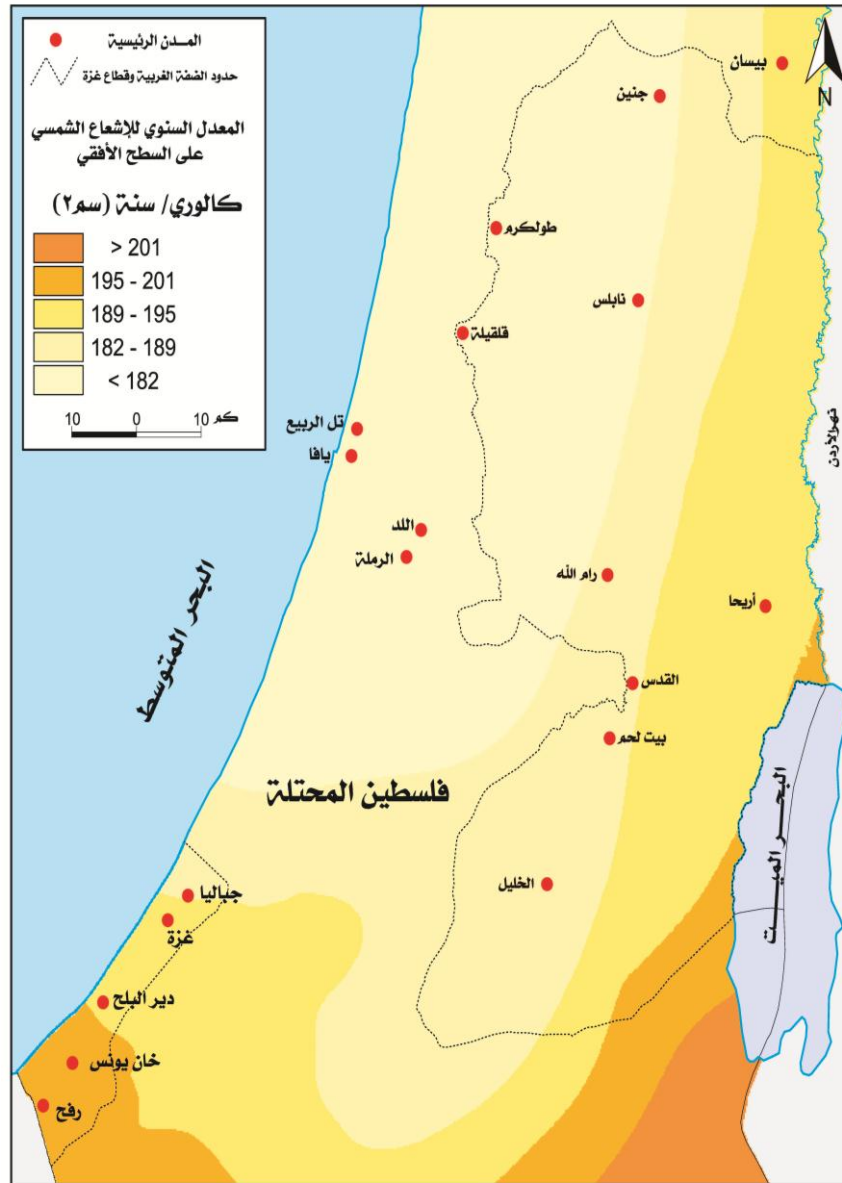 المدن الرئيسية
حدود الضفة الغربية وقطاع غزة
المعدل السنوي للإشعاع الشمسي
على السطح الأفقي
كالوري/ سنة (سم٢)
> 201
195 - 201
189 - 195
182 - 189
< 182
10 0 10 كم
N
بيسان
جنين
طولكرم
نابلس
قلقيلة
تل الربيع
يافا
نهر الأردن
اللد
الرملة
رام الله
أريحا
البحر المتوسط
القدس
بيت لحم
فلسطين المحتلة
البحر الميت
الخليل
جباليا
غزة
دير البلح
خان يونس
رفح